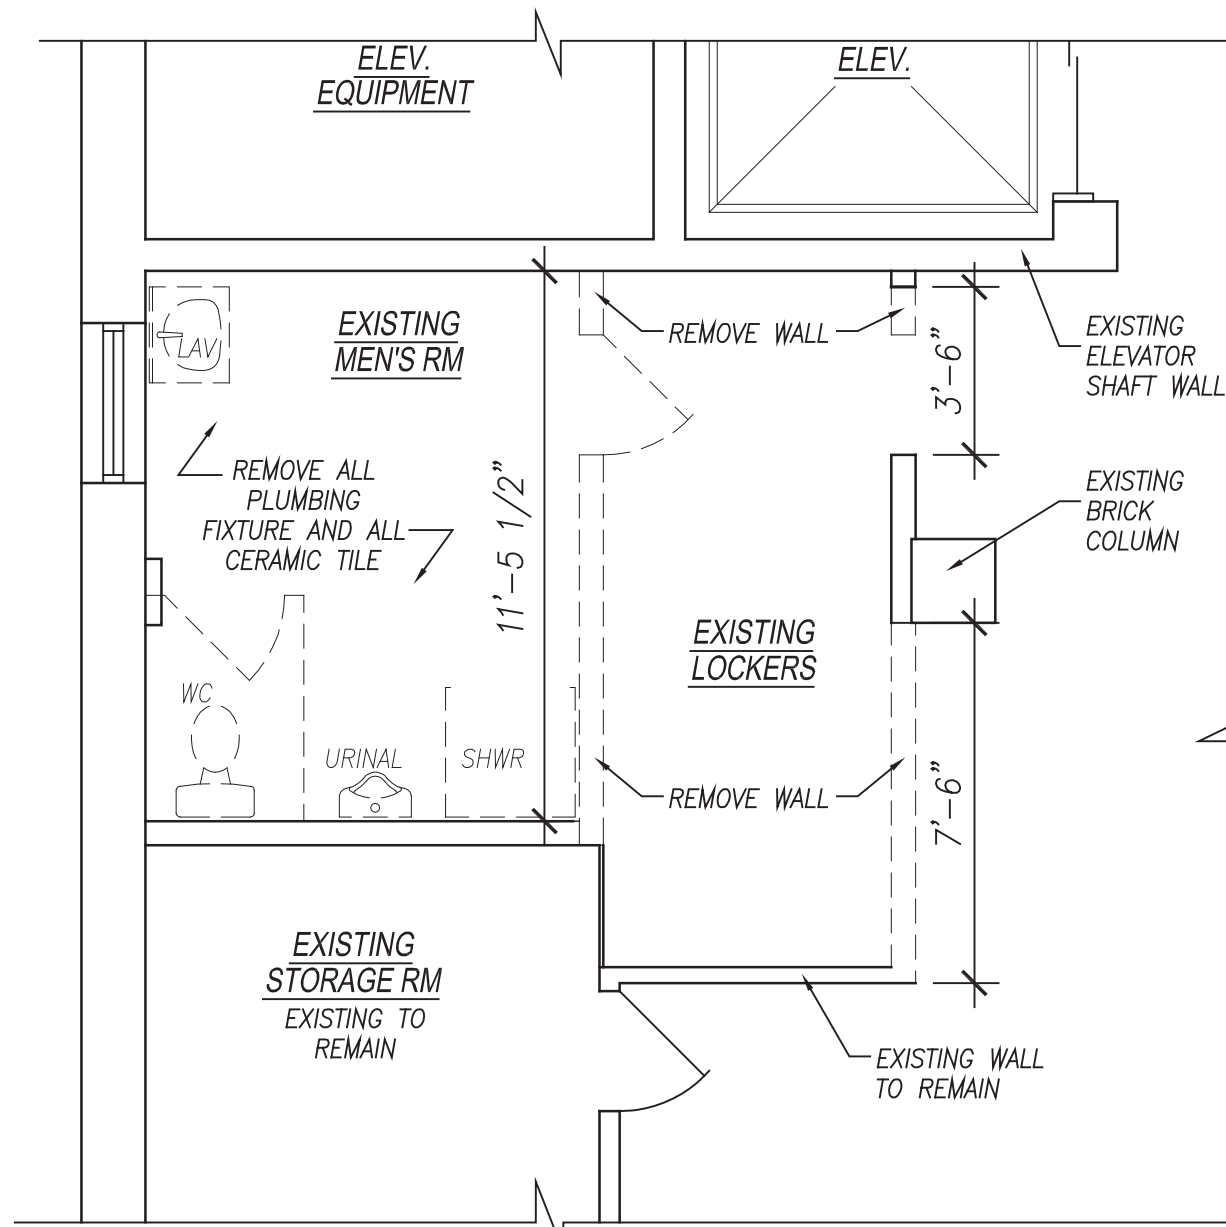 ELEV.
EQUIPMENT
ELEV.
EXISTING
MEN'S RM
LAV
REMOVE WALL
3'-6"
EXISTING
ELEVATOR
SHAFT WALL
REMOVE ALL
PLUMBING
FIXTURE AND ALL
CERAMIC TILE
11'-5 1/2"
EXISTING
BRICK
COLUMN
EXISTING
LOCKERS
WC
URINAL
SHWR
REMOVE WALL
7'-6"
EXISTING
STORAGE RM
EXISTING TO
REMAIN
EXISTING WALL
TO REMAIN